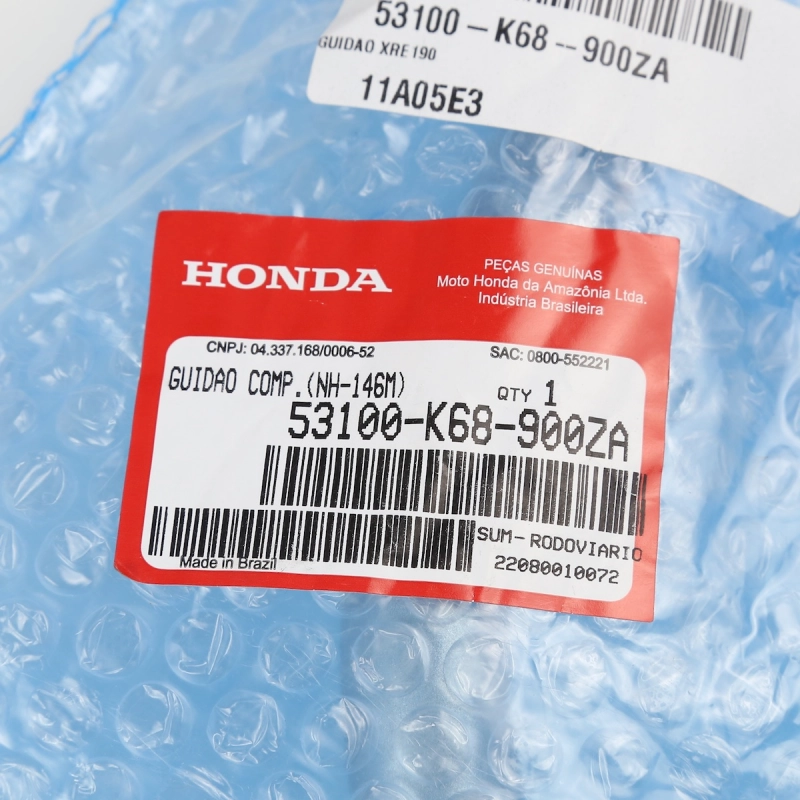 53100-K68--900ZA
GUIDAO XRE190
11A05E3
HONDA
PEÇAS GENUÍNAS
Moto Honda da Amazônia Ltda.
Indústria Brasileira
CNPJ: 04.337.168/0006-52
SAC: 0800-552221
GUIDAO COMP.(NH-146M)
QTY 1
53100-K68-900ZA
SUM-RODOVIARIO
Made in Brazil
22080010072